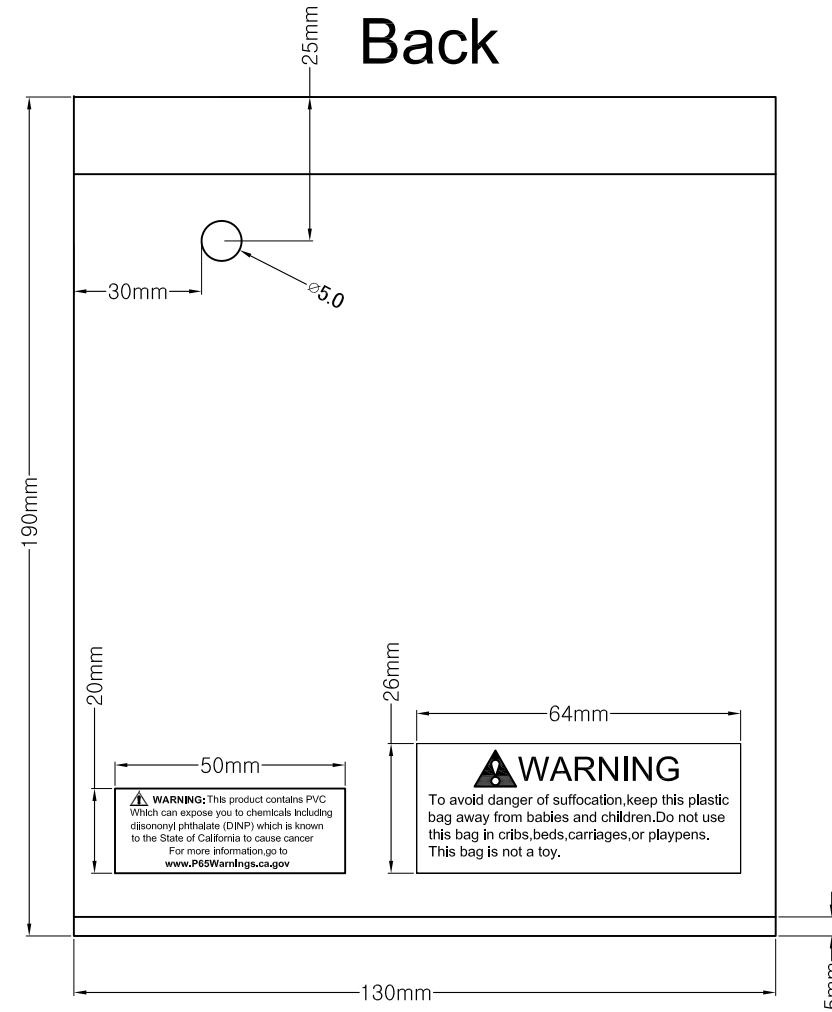 Back
25mm
30mm
⌀5.0
190mm
20mm
50mm
26mm
64mm
WARNING: This product contains PVC
Which can expose you to chemicals including
diisononyl phthalate (DINP) which is known
to the State of California to cause cancer
For more information,go to
www.P65Warnings.ca.gov
WARNING
To avoid danger of suffocation,keep this plastic
bag away from babies and children.Do not use
this bag in cribs,beds,carriages,or playpens.
This bag is not a toy.
130mm
5mm